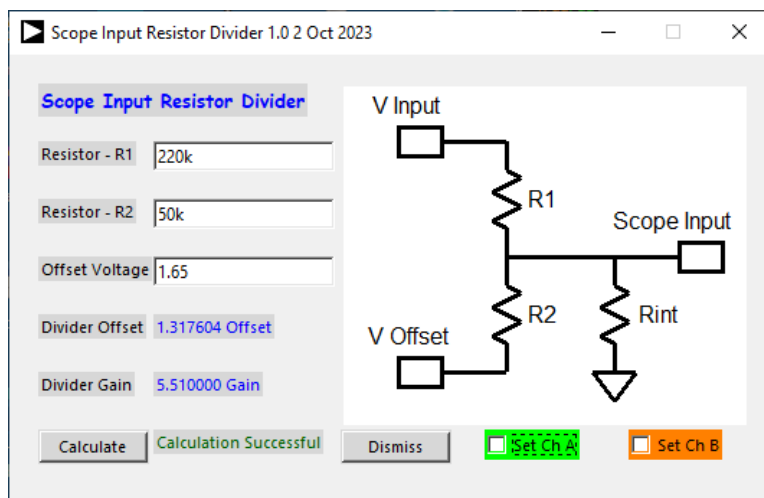 Scope Input Resistor Divider 1.0 2 Oct 2023
Scope Input Resistor Divider
Resistor - R1 220k
Resistor - R2 50k
Offset Voltage 1.65
Divider Offset 1.317604 Offset
Divider Gain 5.510000 Gain
Calculate Calculation Successful Dismiss Set Ch A Set Ch B
V Input
R1
Scope Input
R2 Rint
V Offset